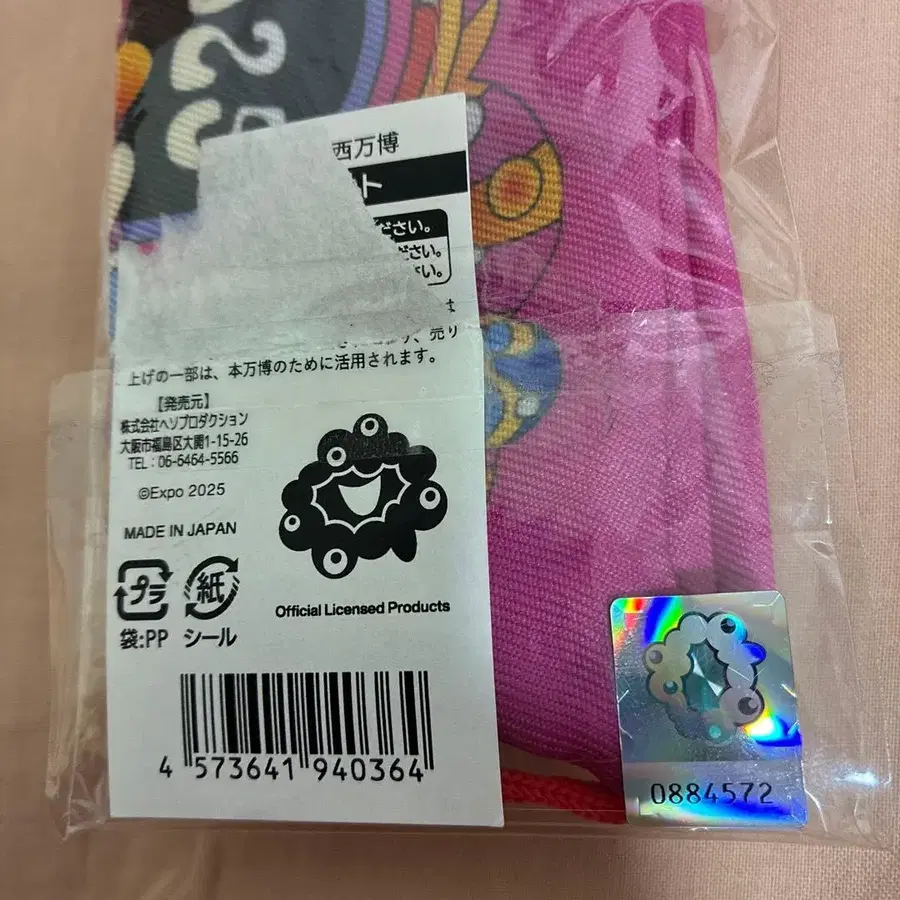 25
西万博
ト
ださい。
ださい。
さい。
は
売り
上げの一部は、本万博のために活用されます。
【発売元】
株式会社ヘソプロダクション
大阪市福島区大開1-15-26
TEL：06-6464-5566
©Expo 2025
MADE IN JAPAN
プラ
紙
袋:PP
シール
Official Licensed Products
4 573641 940364
0884572